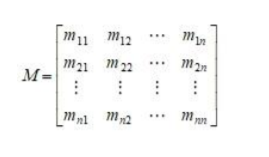 m₁₁ m₁₂ ⋯ m₁ₙ
M = m₂₁ m₂₂ ⋯ m₂ₙ
⋮ ⋮ ⋮ ⋮
mₙ₁ mₙ₂ ⋯ mₙₙ